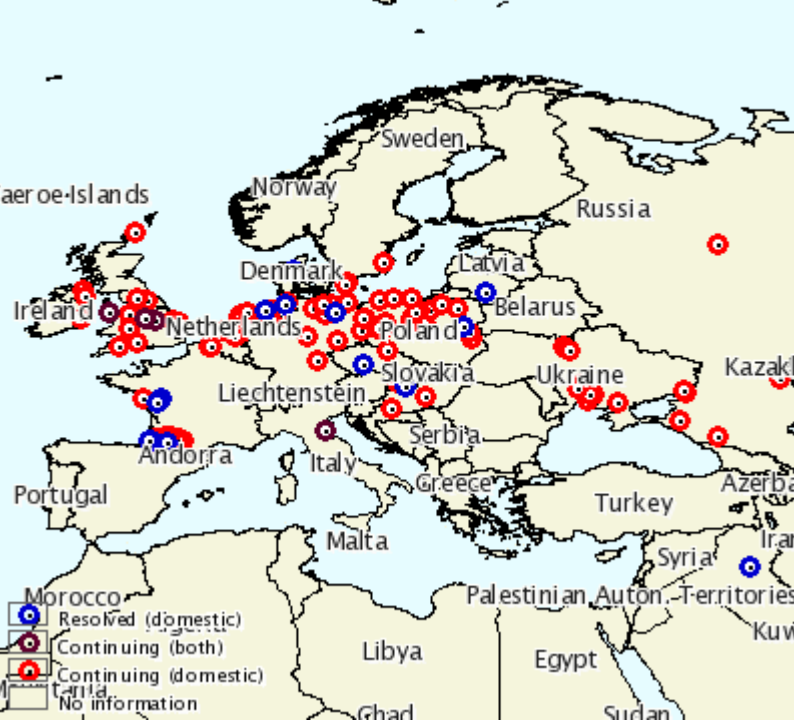 Sweden
Norway
aeroe-Islands
Russia
Denmark
Latvia
Ireland
Belarus
Netherlands
Poland
Liechtenstein
Slovakia
Ukraine
Kazakl
Serbia
Andorra
Italy
Greece
Azerba
Portugal
Turkey
Malta
Iran
Syria
Morocco
Palestinian Auton. Territories
Resolved (domestic)
Continuing (both)
Libya
Egypt
Kuw
Continuing (domestic)
No information
Chad
Sudan